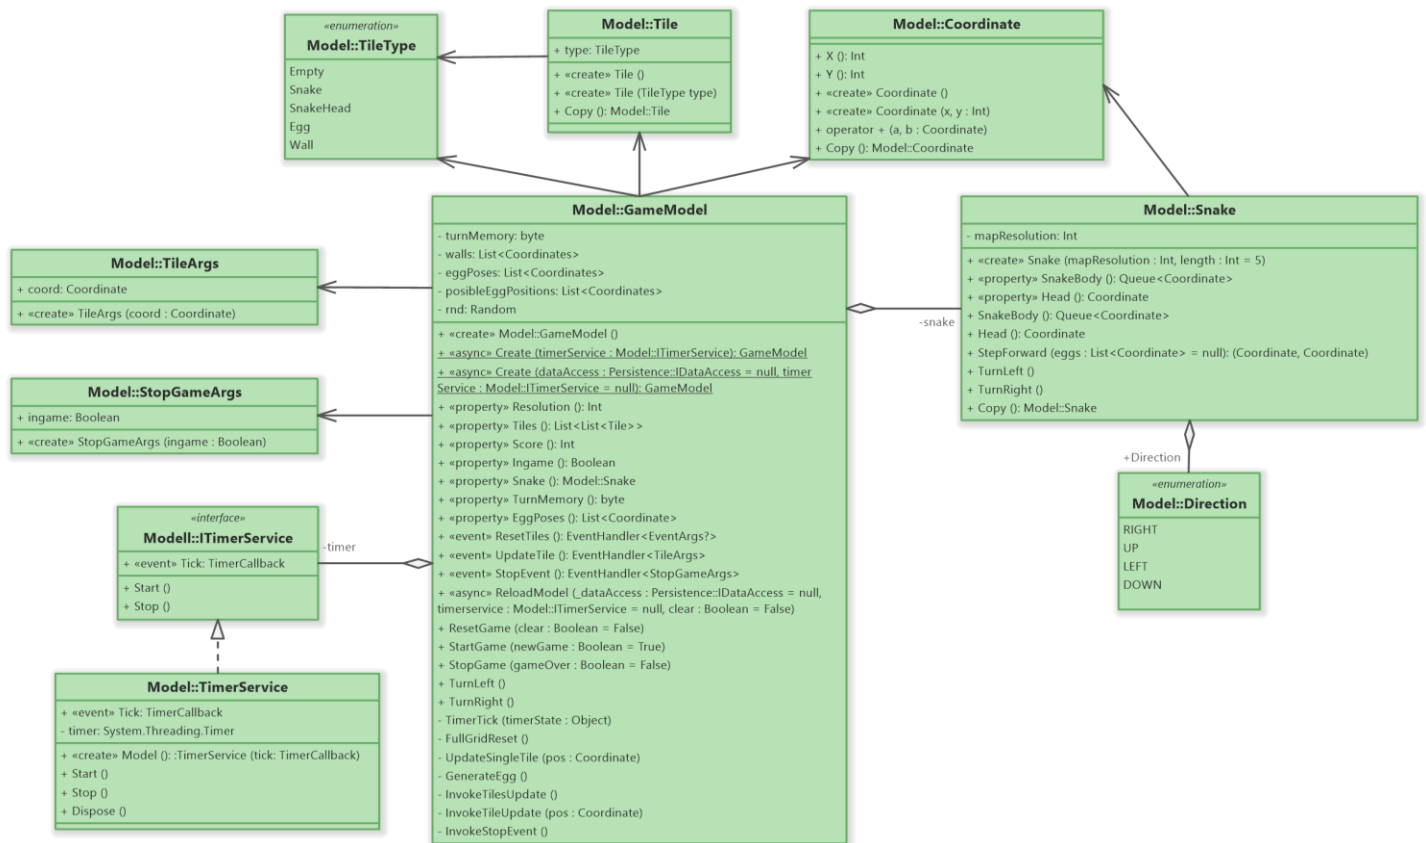 «enumeration»
Model::TileType
Empty
Snake
SnakeHead
Egg
Wall
Model::Tile
+ type: TileType
+ «create» Tile ()
+ «create» Tile (TileType type)
+ Copy (): Model::Tile
Model::Coordinate
+ X (): Int
+ Y (): Int
+ «create» Coordinate ()
+ «create» Coordinate (x, y : Int)
+ operator + (a, b : Coordinate)
+ Copy (): Model::Coordinate
Model::TileArgs
+ coord: Coordinate
+ «create» TileArgs (coord : Coordinate)
Model::StopGameArgs
+ ingame: Boolean
+ «create» StopGameArgs (ingame : Boolean)
«interface»
Modell::ITimerService
+ «event» Tick: TimerCallback
+ Start ()
+ Stop ()
-timer
Model::TimerService
+ «event» Tick: TimerCallback
- timer: System.Threading.Timer
+ «create» Model (): :TimerService (tick: TimerCallback)
+ Start ()
+ Stop ()
+ Dispose ()
Model::GameModel
- turnMemory: byte
- walls: List<Coordinates>
- eggPoses: List<Coordinates>
- posibleEggPositions: List<Coordinates>
- rnd: Random
+ «create» Model::GameModel ()
+ «async» Create (timerService : Model::ITimerService): GameModel
+ «async» Create (dataAccess : Persistence::IDataAccess = null, timer
Service : Model::ITimerService = null): GameModel
+ «property» Resolution (): Int
+ «property» Tiles (): List<List<Tile>>
+ «property» Score (): Int
+ «property» Ingame (): Boolean
+ «property» Snake (): Model::Snake
+ «property» TurnMemory (): byte
+ «property» EggPoses (): List<Coordinate>
+ «event» ResetTiles (): EventHandler<EventArgs?>
+ «event» UpdateTile (): EventHandler<TileArgs>
+ «event» StopEvent (): EventHandler<StopGameArgs>
+ «async» ReloadModel (_dataAccess : Persistence::IDataAccess = null,
timerservice : Model::ITimerService = null, clear : Boolean = False)
+ ResetGame (clear : Boolean = False)
+ StartGame (newGame : Boolean = True)
+ StopGame (gameOver : Boolean = False)
+ TurnLeft ()
+ TurnRight ()
- TimerTick (timerState : Object)
- FullGridReset ()
- UpdateSingleTile (pos : Coordinate)
- GenerateEgg ()
- InvokeTilesUpdate ()
- InvokeTileUpdate (pos : Coordinate)
- InvokeStopEvent ()
-snake
Model::Snake
- mapResolution: Int
+ «create» Snake (mapResolution : Int, length : Int = 5)
+ «property» SnakeBody (): Queue<Coordinate>
+ «property» Head (): Coordinate
+ SnakeBody (): Queue<Coordinate>
+ Head (): Coordinate
+ StepForward (eggs : List<Coordinate> = null): (Coordinate, Coordinate)
+ TurnLeft ()
+ TurnRight ()
+ Copy (): Model::Snake
+Direction
«enumeration»
Model::Direction
RIGHT
UP
LEFT
DOWN